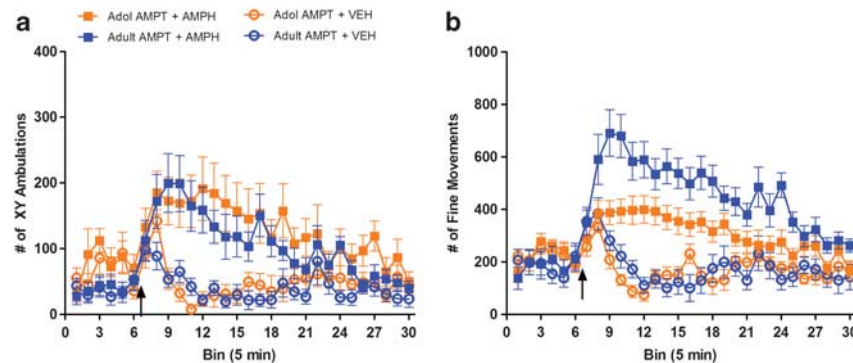 a
Adol AMPT + AMPH
Adol AMPT + VEH
Adult AMPT + AMPH
Adult AMPT + VEH
400
300
200
100
0
# of XY Ambulations
0 3 6 9 12 15 18 21 24 27 30
Bin (5 min)
b
1000
800
600
400
200
0
# of Fine Movements
0 3 6 9 12 15 18 21 24 27 30
Bin (5 min)